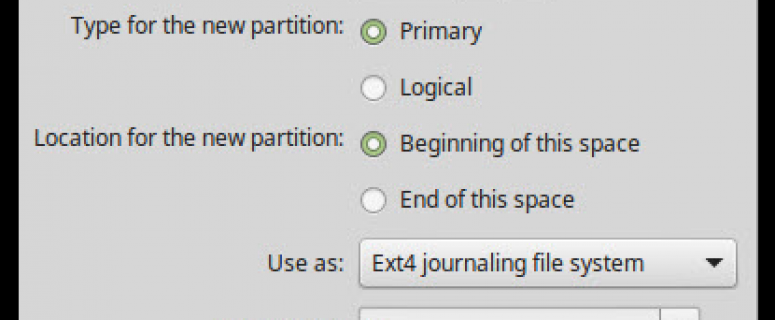 Type for the new partition: Primary
Logical
Location for the new partition: Beginning of this space
End of this space
Use as: Ext4 journaling file system